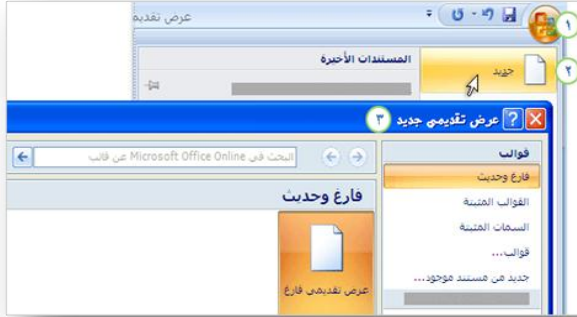 عرض تقديم
١
المستندات الأخيرة
جديد
٢
عرض تقديمي جديد ٣
قوالب
البحث في Microsoft Office Online عن قالب
فارغ وحديث
فارغ وحديث
القوالب المثبتة
السمات المثبتة
قوالب...
جديد من مستند موجود...
عرض تقديمي فارغ